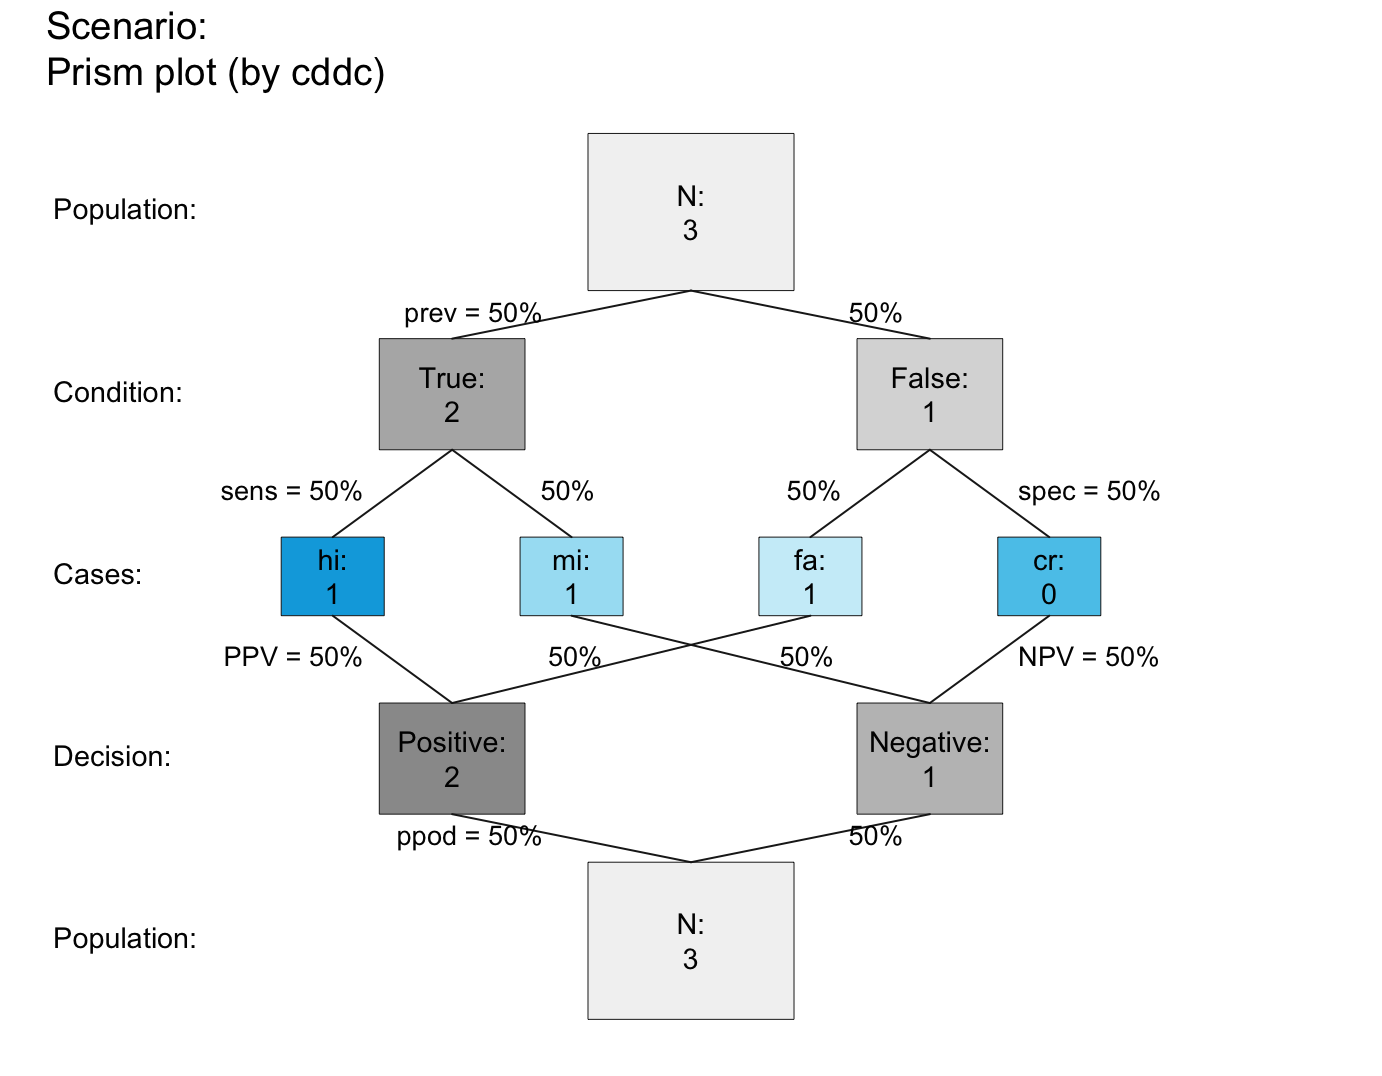 Scenario:
Prism plot (by cddc)
Population:
N:
3
prev = 50%
50%
Condition:
True:
2
False:
1
sens = 50%
50%
50%
spec = 50%
Cases:
hi:
1
mi:
1
fa:
1
cr:
0
PPV = 50%
50%
50%
NPV = 50%
Decision:
Positive:
2
Negative:
1
ppod = 50%
50%
Population:
N:
3